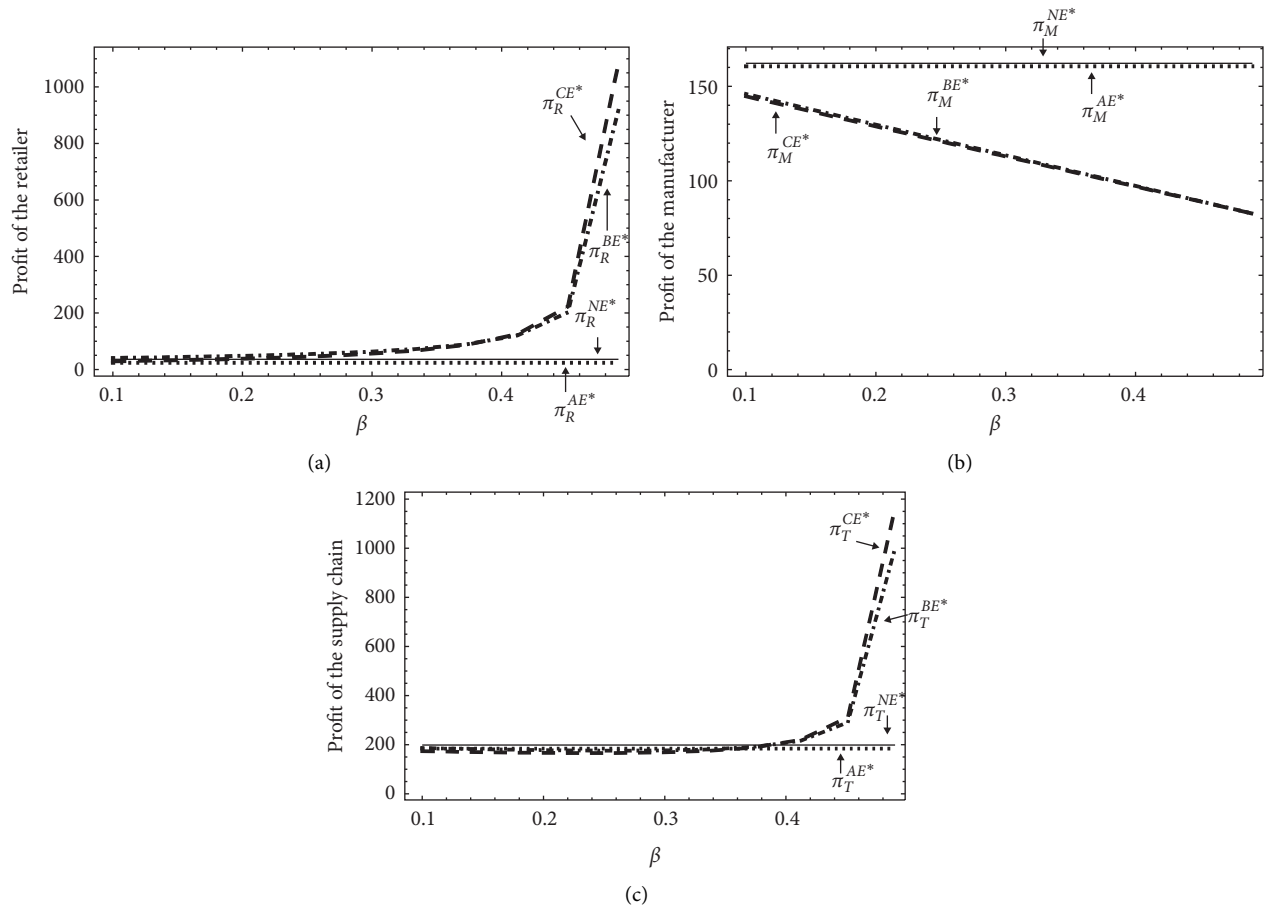 Profit of the retailer
1000
800
600
400
200
0
π_R^{CE*}
π_R^{BE*}
π_R^{NE*}
π_R^{AE*}
0.1 0.2 0.3 0.4
β
(a)
Profit of the manufacturer
150
100
50
0
π_M^{NE*}
π_M^{BE*}
π_M^{AE*}
π_M^{CE*}
0.1 0.2 0.3 0.4
β
(b)
Profit of the supply chain
1200
1000
800
600
400
200
0
π_T^{CE*}
π_T^{BE*}
π_T^{NE*}
π_T^{AE*}
0.1 0.2 0.3 0.4
β
(c)